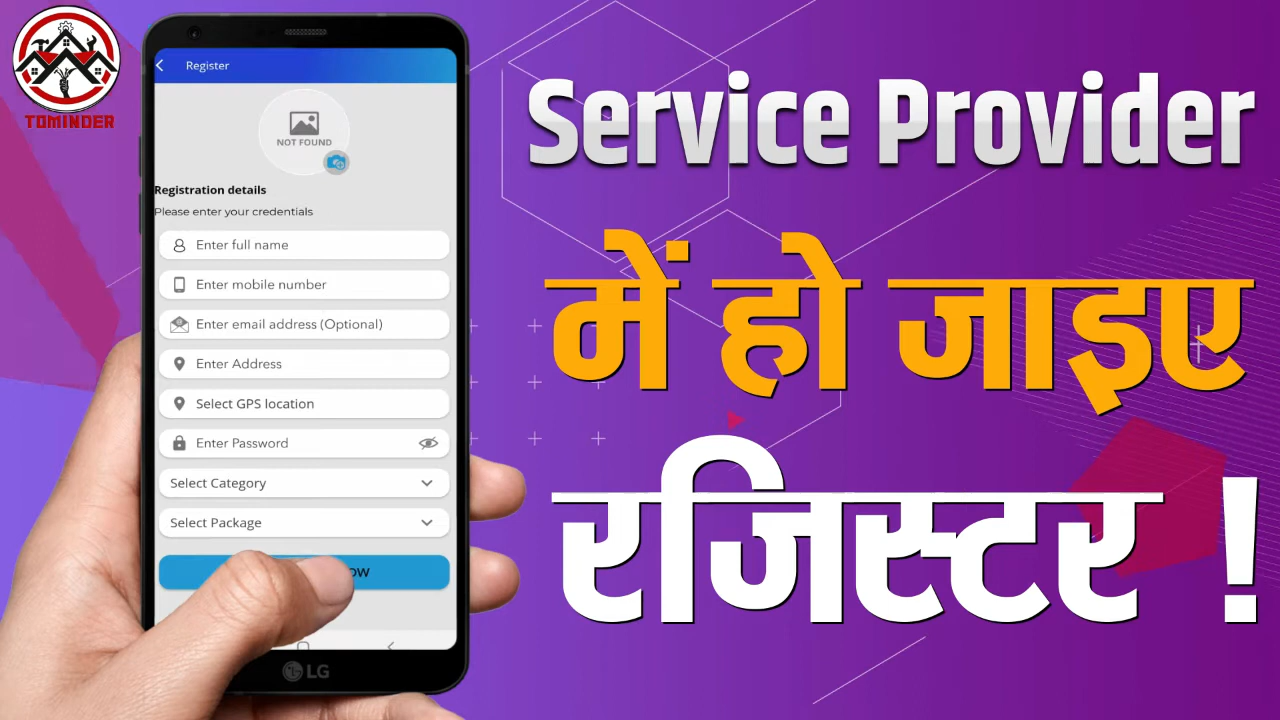 TOMINDER
Register
NOT FOUND
Registration details
Please enter your credentials
Enter full name
Enter mobile number
Enter email address (Optional)
Enter Address
Select GPS location
Enter Password
Select Category
Select Package
LG
Service Provider
में हो जाइए
रजिस्टर !